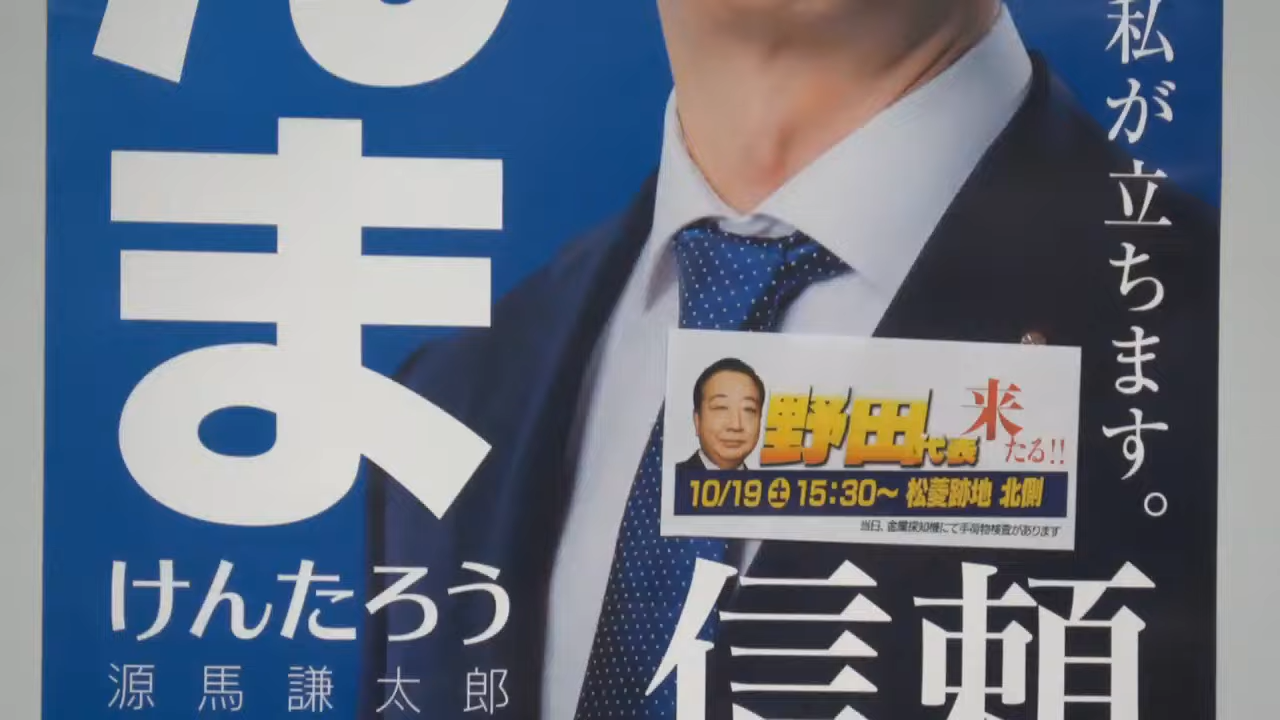 私が立ちます。
んま
けんたろう
源馬謙太郎
野田代表 来たる!!
10/19 土 15:30～ 松菱跡地 北側
当日、金属探知機にて手荷物検査があります
信頼